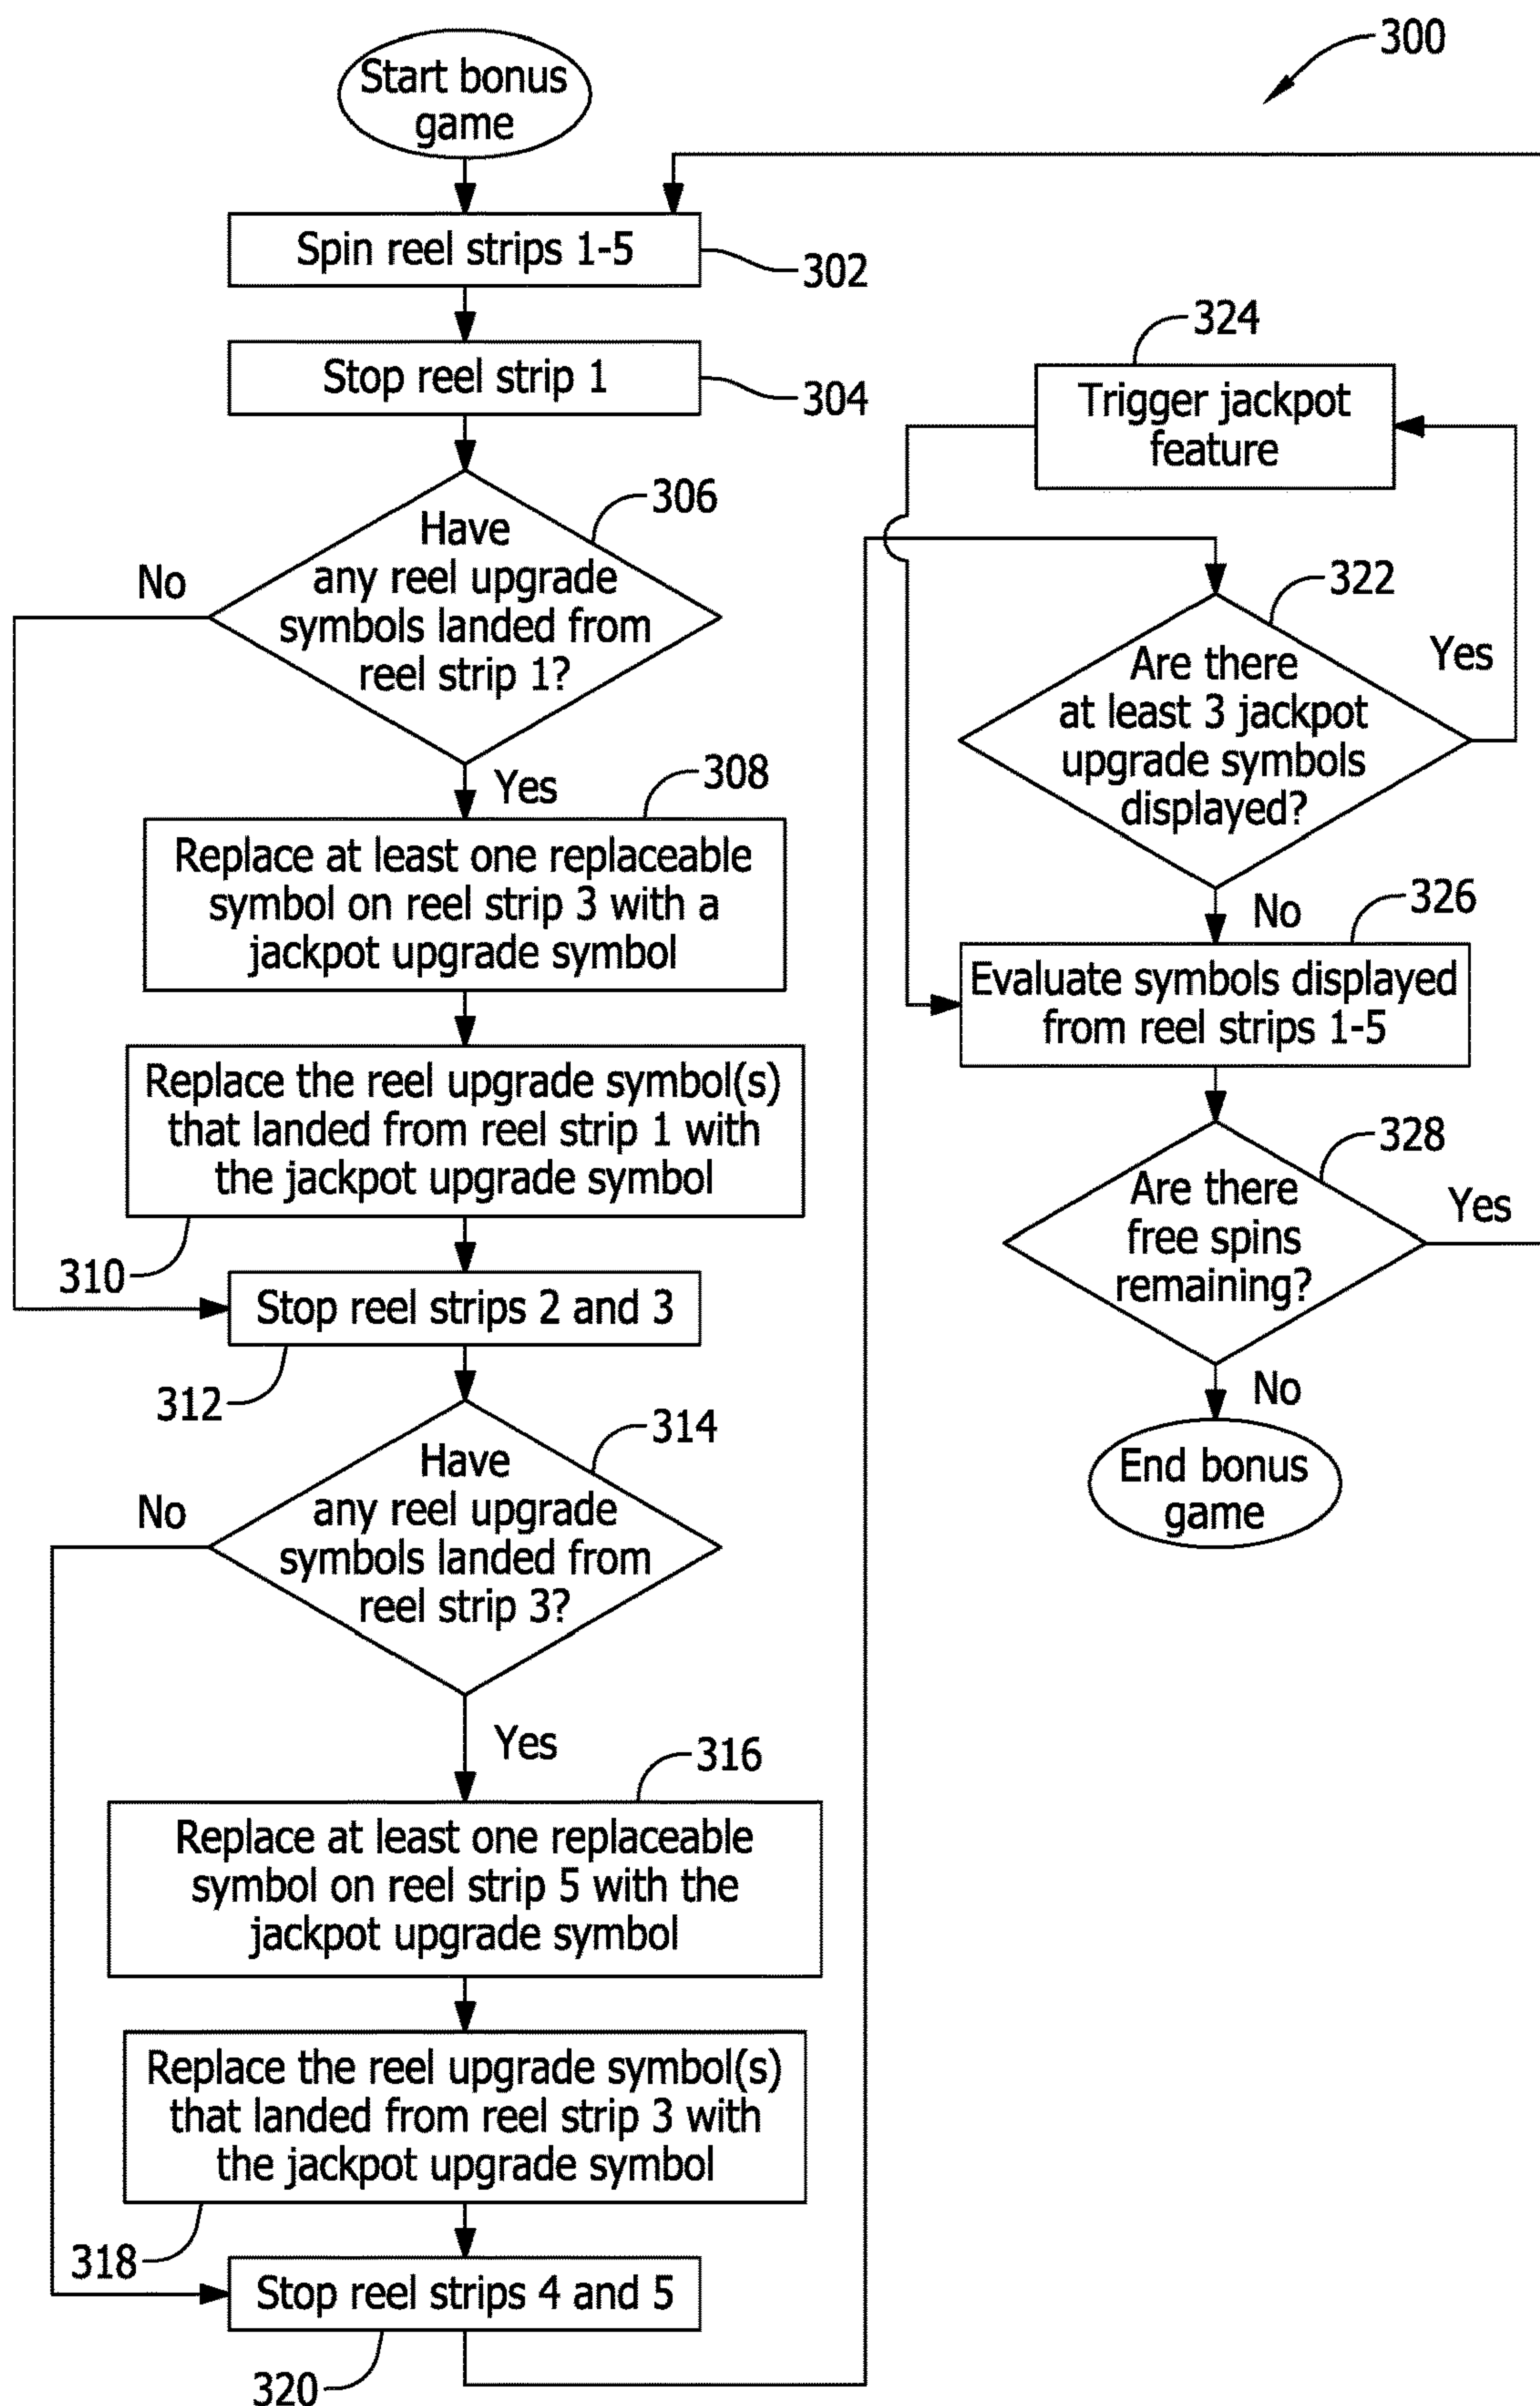 300
Start bonus
game
Spin reel strips 1-5
302
Stop reel strip 1
304
306
Have
any reel upgrade
symbols landed from
reel strip 1?
No
Yes
308
Replace at least one replaceable
symbol on reel strip 3 with a
jackpot upgrade symbol
Replace the reel upgrade symbol(s)
that landed from reel strip 1 with
the jackpot upgrade symbol
310
Stop reel strips 2 and 3
312
314
Have
any reel upgrade
symbols landed from
reel strip 3?
No
Yes
316
Replace at least one replaceable
symbol on reel strip 5 with the
jackpot upgrade symbol
Replace the reel upgrade symbol(s)
that landed from reel strip 3 with
the jackpot upgrade symbol
318
Stop reel strips 4 and 5
320
324
Trigger jackpot
feature
322
Are there
at least 3 jackpot
upgrade symbols
displayed?
Yes
No
326
Evaluate symbols displayed
from reel strips 1-5
328
Are there
free spins
remaining?
Yes
No
End bonus
game